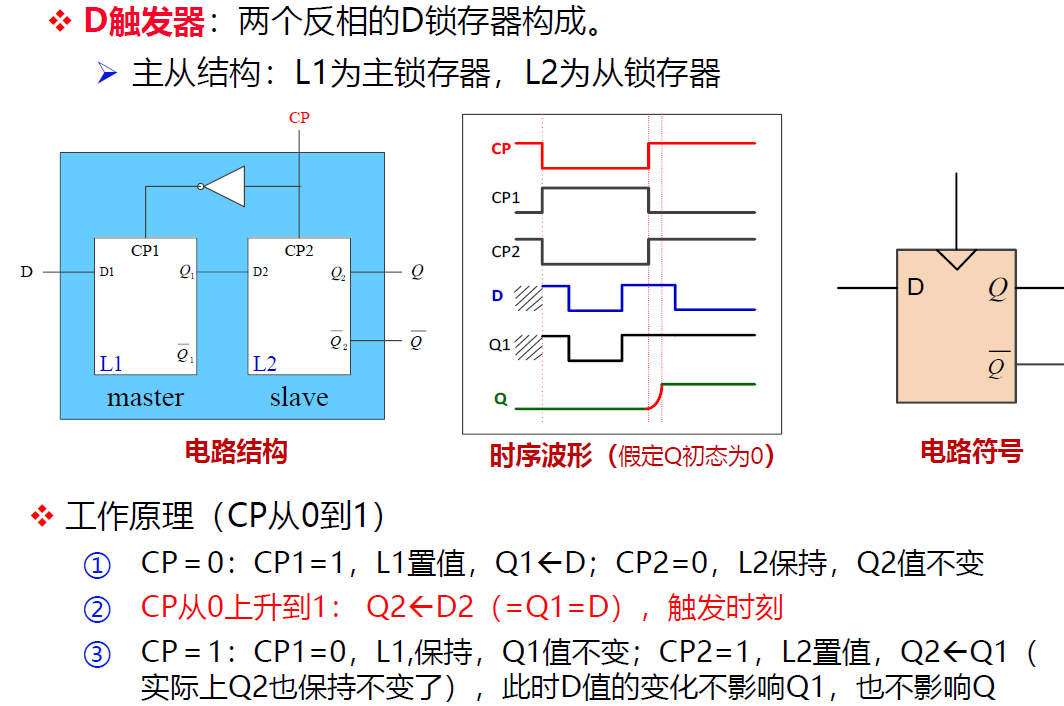 ❖ D触发器：两个反相的D锁存器构成。
➢ 主从结构：L1为主锁存器，L2为从锁存器
CP
CP1
CP2
D
D1
Q1
D2
Q2
Q
Q̅1
Q̅2
Q̅
L1
L2
master
slave
电路结构
CP
CP1
CP2
D
Q1
Q
时序波形（假定Q初态为0）
D
Q
Q̅
电路符号
❖ 工作原理（CP从0到1）
① CP＝0：CP1=1，L1置值，Q1←D；CP2=0，L2保持，Q2值不变
② CP从0上升到1： Q2←D2（=Q1=D），触发时刻
③ CP＝1：CP1=0，L1,保持，Q1值不变；CP2=1，L2置值，Q2←Q1（
实际上Q2也保持不变了），此时D值的变化不影响Q1，也不影响Q